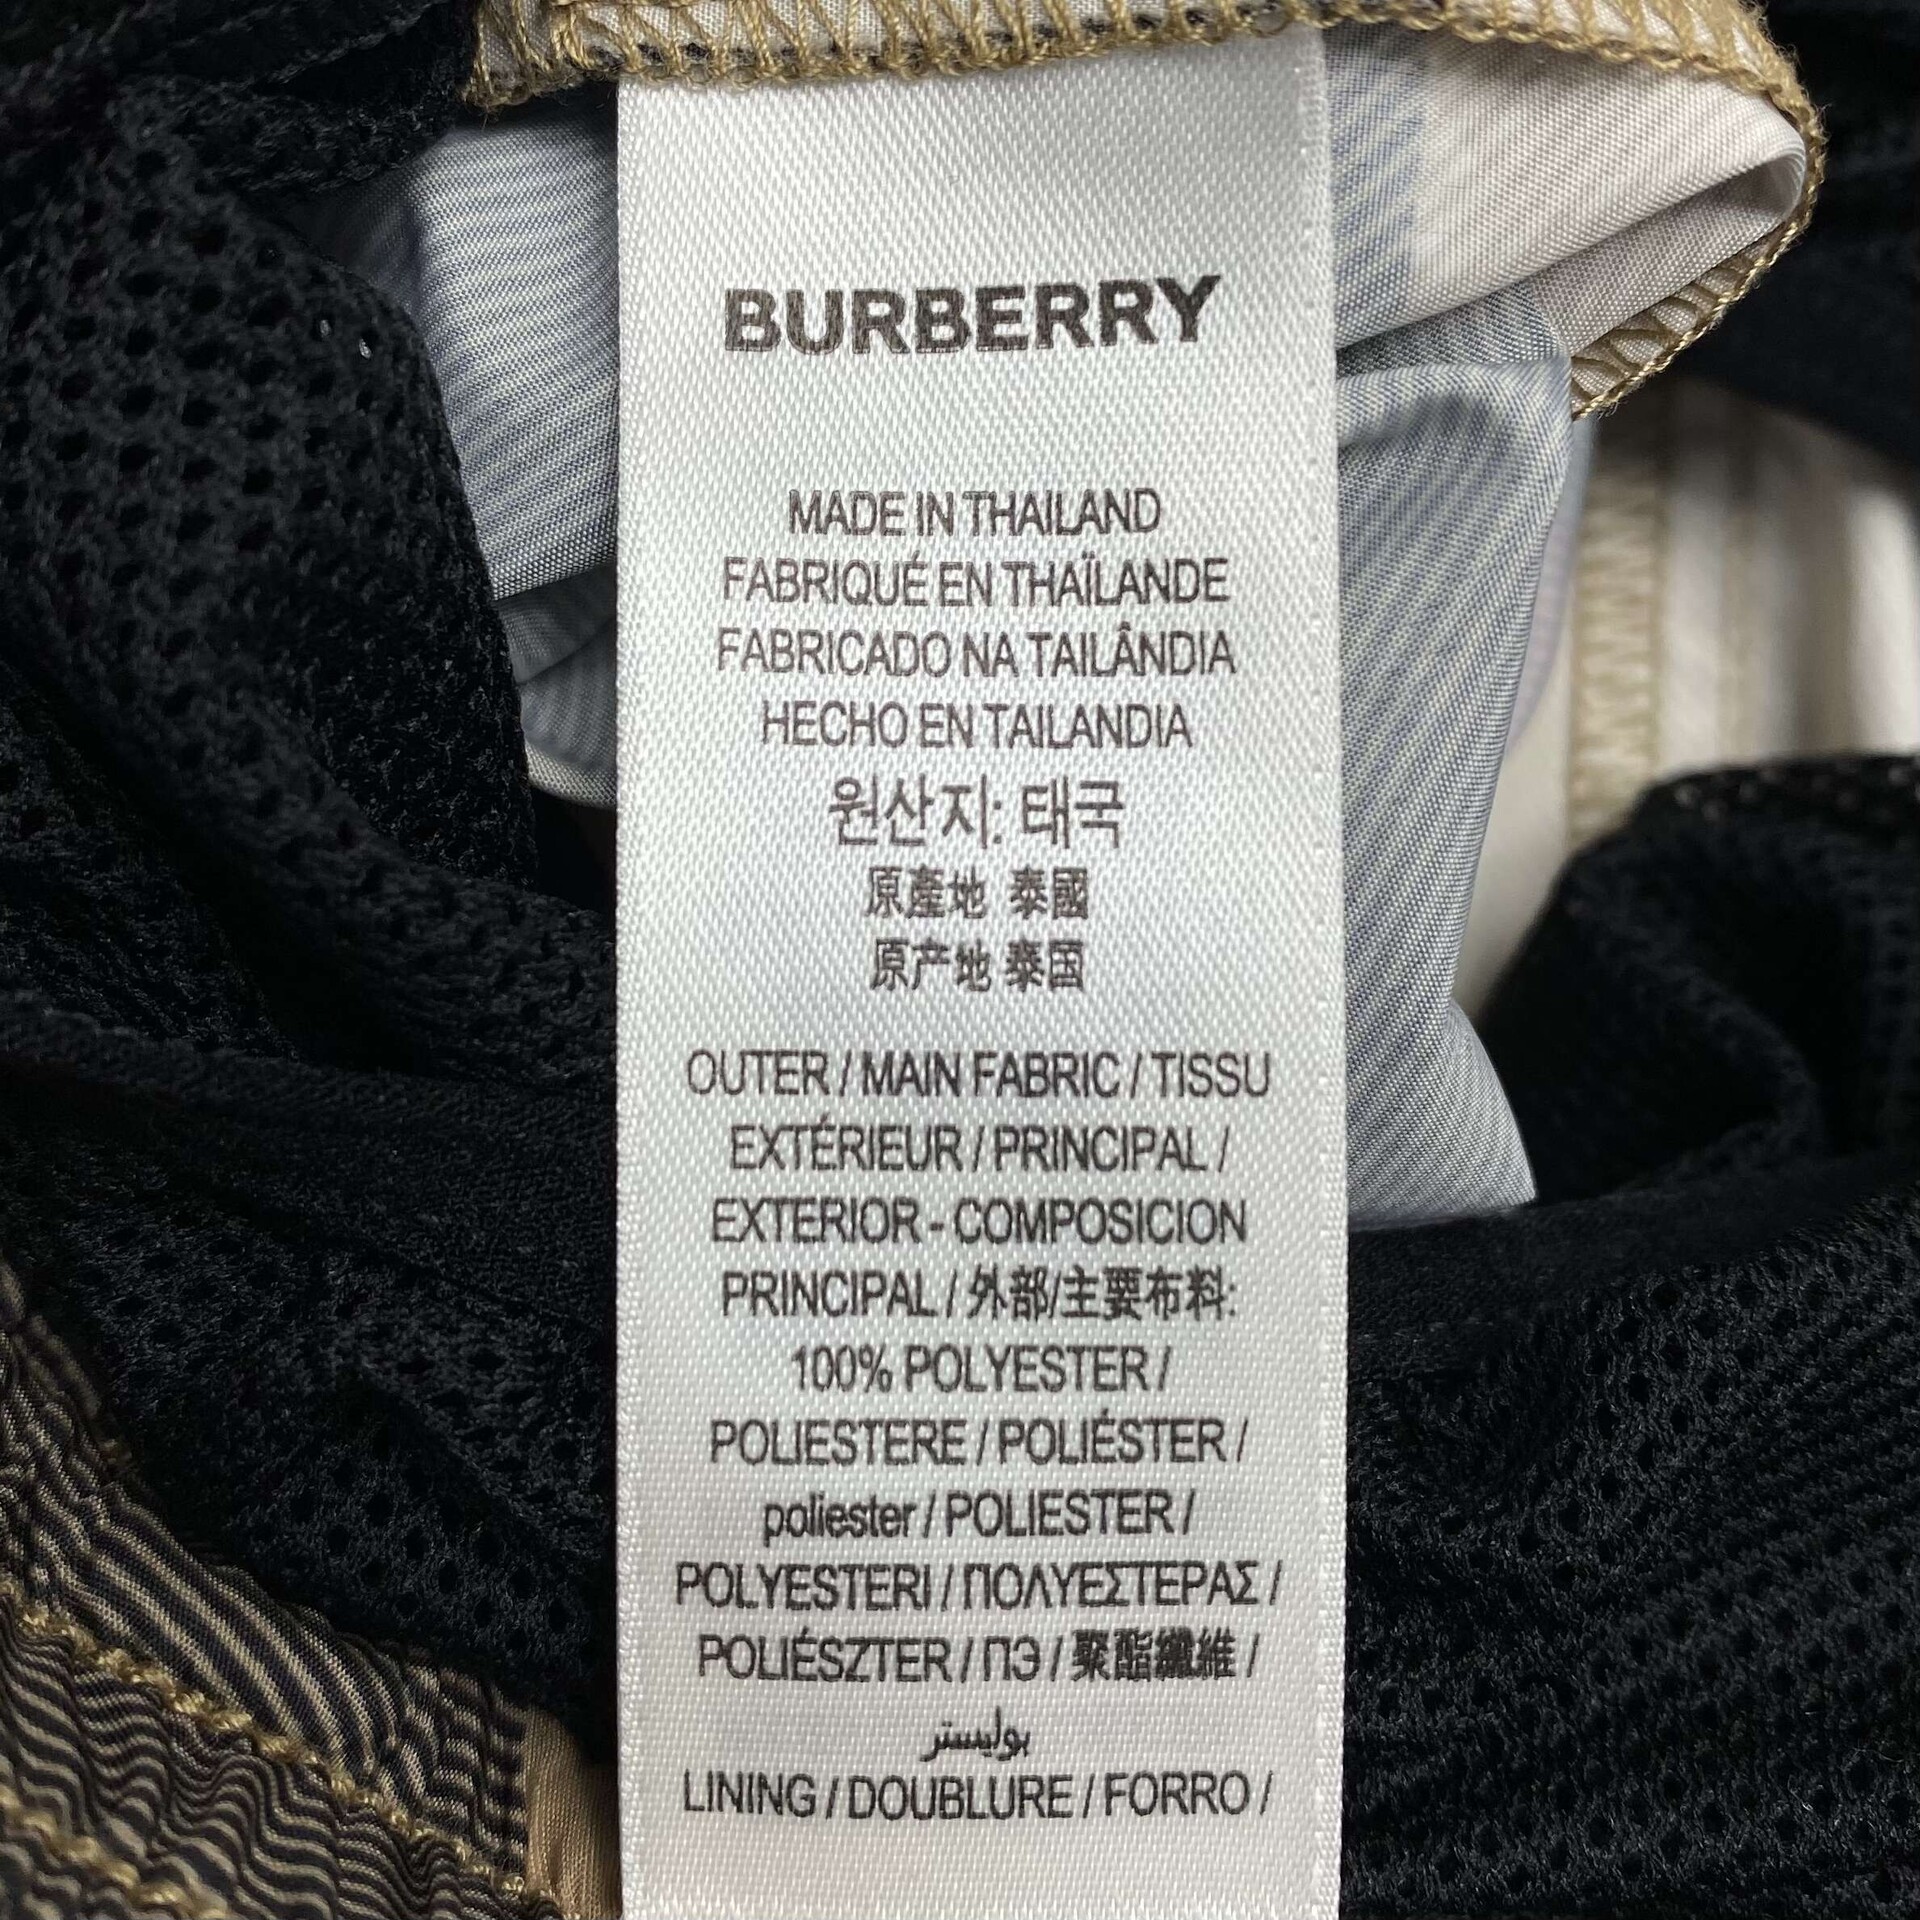 BURBERRY
MADE IN THAILAND
FABRIQUÉ EN THAÏLANDE
FABRICADO NA TAILÂNDIA
HECHO EN TAILANDIA
원산지: 태국
原產地 泰國
原产地 泰国
OUTER / MAIN FABRIC / TISSU
EXTÉRIEUR / PRINCIPAL /
EXTERIOR - COMPOSICION
PRINCIPAL / 外部/主要布料:
100% POLYESTER /
POLIESTERE / POLIÉSTER /
poliester / POLIESTER /
POLYESTERI / ΠΟΛΥΕΣΤΕΡΑΣ /
POLIÉSZTER / ПЭ / 聚酯纖維 /
بوليستر
LINING / DOUBLURE / FORRO /